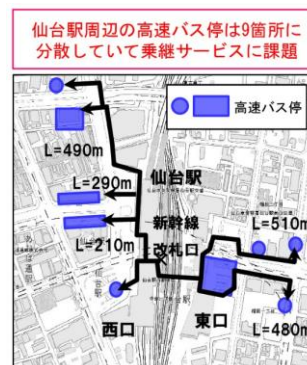 仙台駅周辺の高速バス停は9箇所に
分散していて乗継サービスに課題
高速バス停
L=490m
仙台駅
L=290m
新幹線
改札口
L=510m
L=210m
西口
東口
L=480m